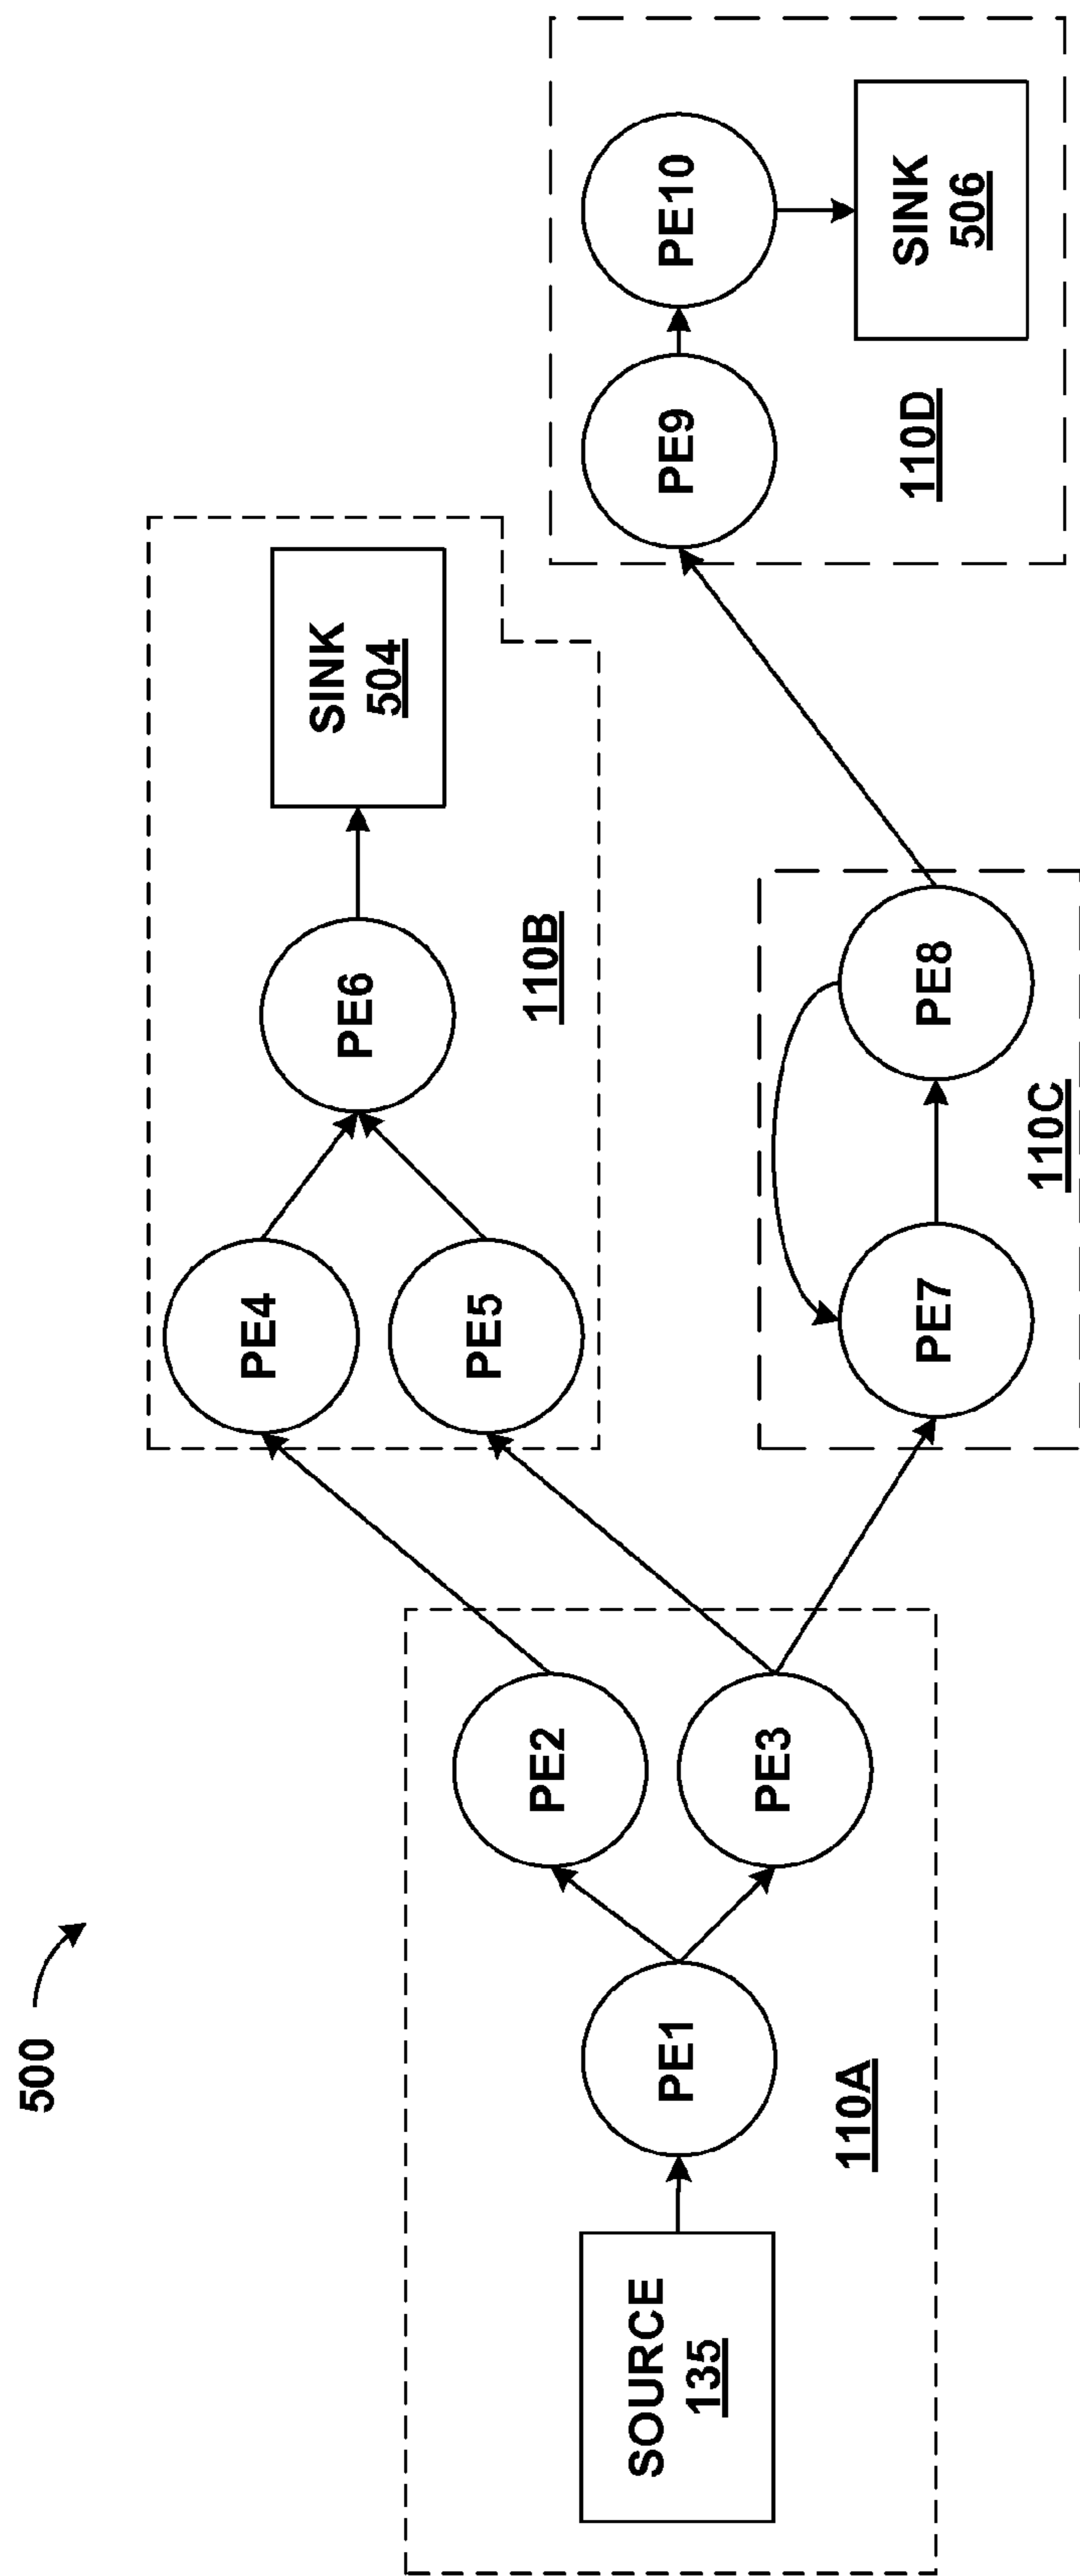 500
SOURCE
135
PE1
110A
PE2
PE3
PE4
PE5
PE6
SINK
504
110B
PE7
PE8
110C
PE9
PE10
SINK
506
110D